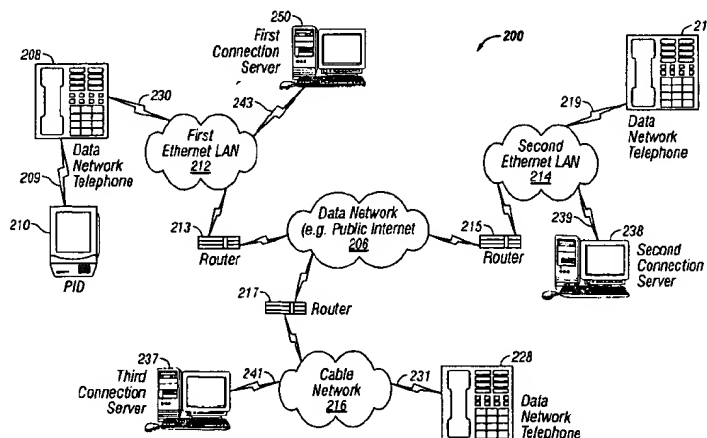 250
First
Connection
Server
200
208
230
243
21
219
Data
Network
Telephone
First
Ethernet LAN
212
Second
Ethernet LAN
214
Data
Network
Telephone
209
210
PID
213
Router
Data Network
(e.g. Public Internet
206
215
Router
239
238
Second
Connection
Server
217
Router
237
Third
Connection
Server
241
Cable
Network
216
231
228
Data
Network
Telephone